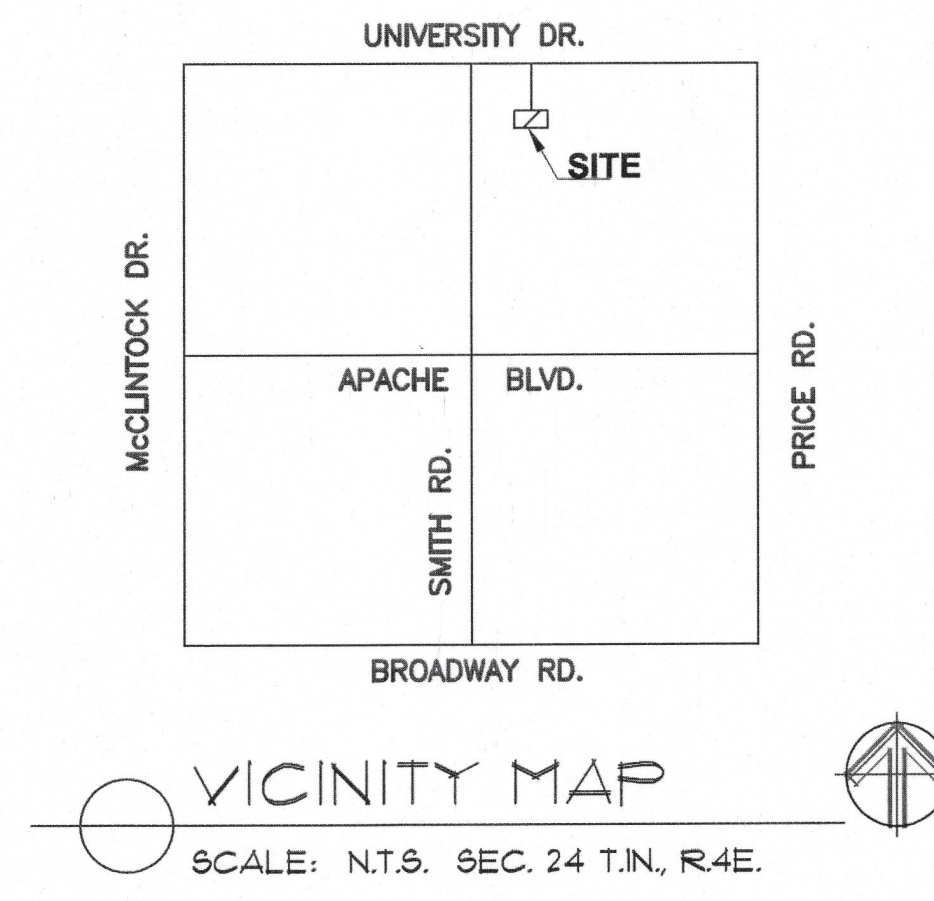 UNIVERSITY DR.
SITE
McCLINTOCK DR.
PRICE RD.
APACHE BLVD.
SMITH RD.
BROADWAY RD.
VICINITY MAP
SCALE: N.T.S. SEC. 24 T.1N., R.4E.